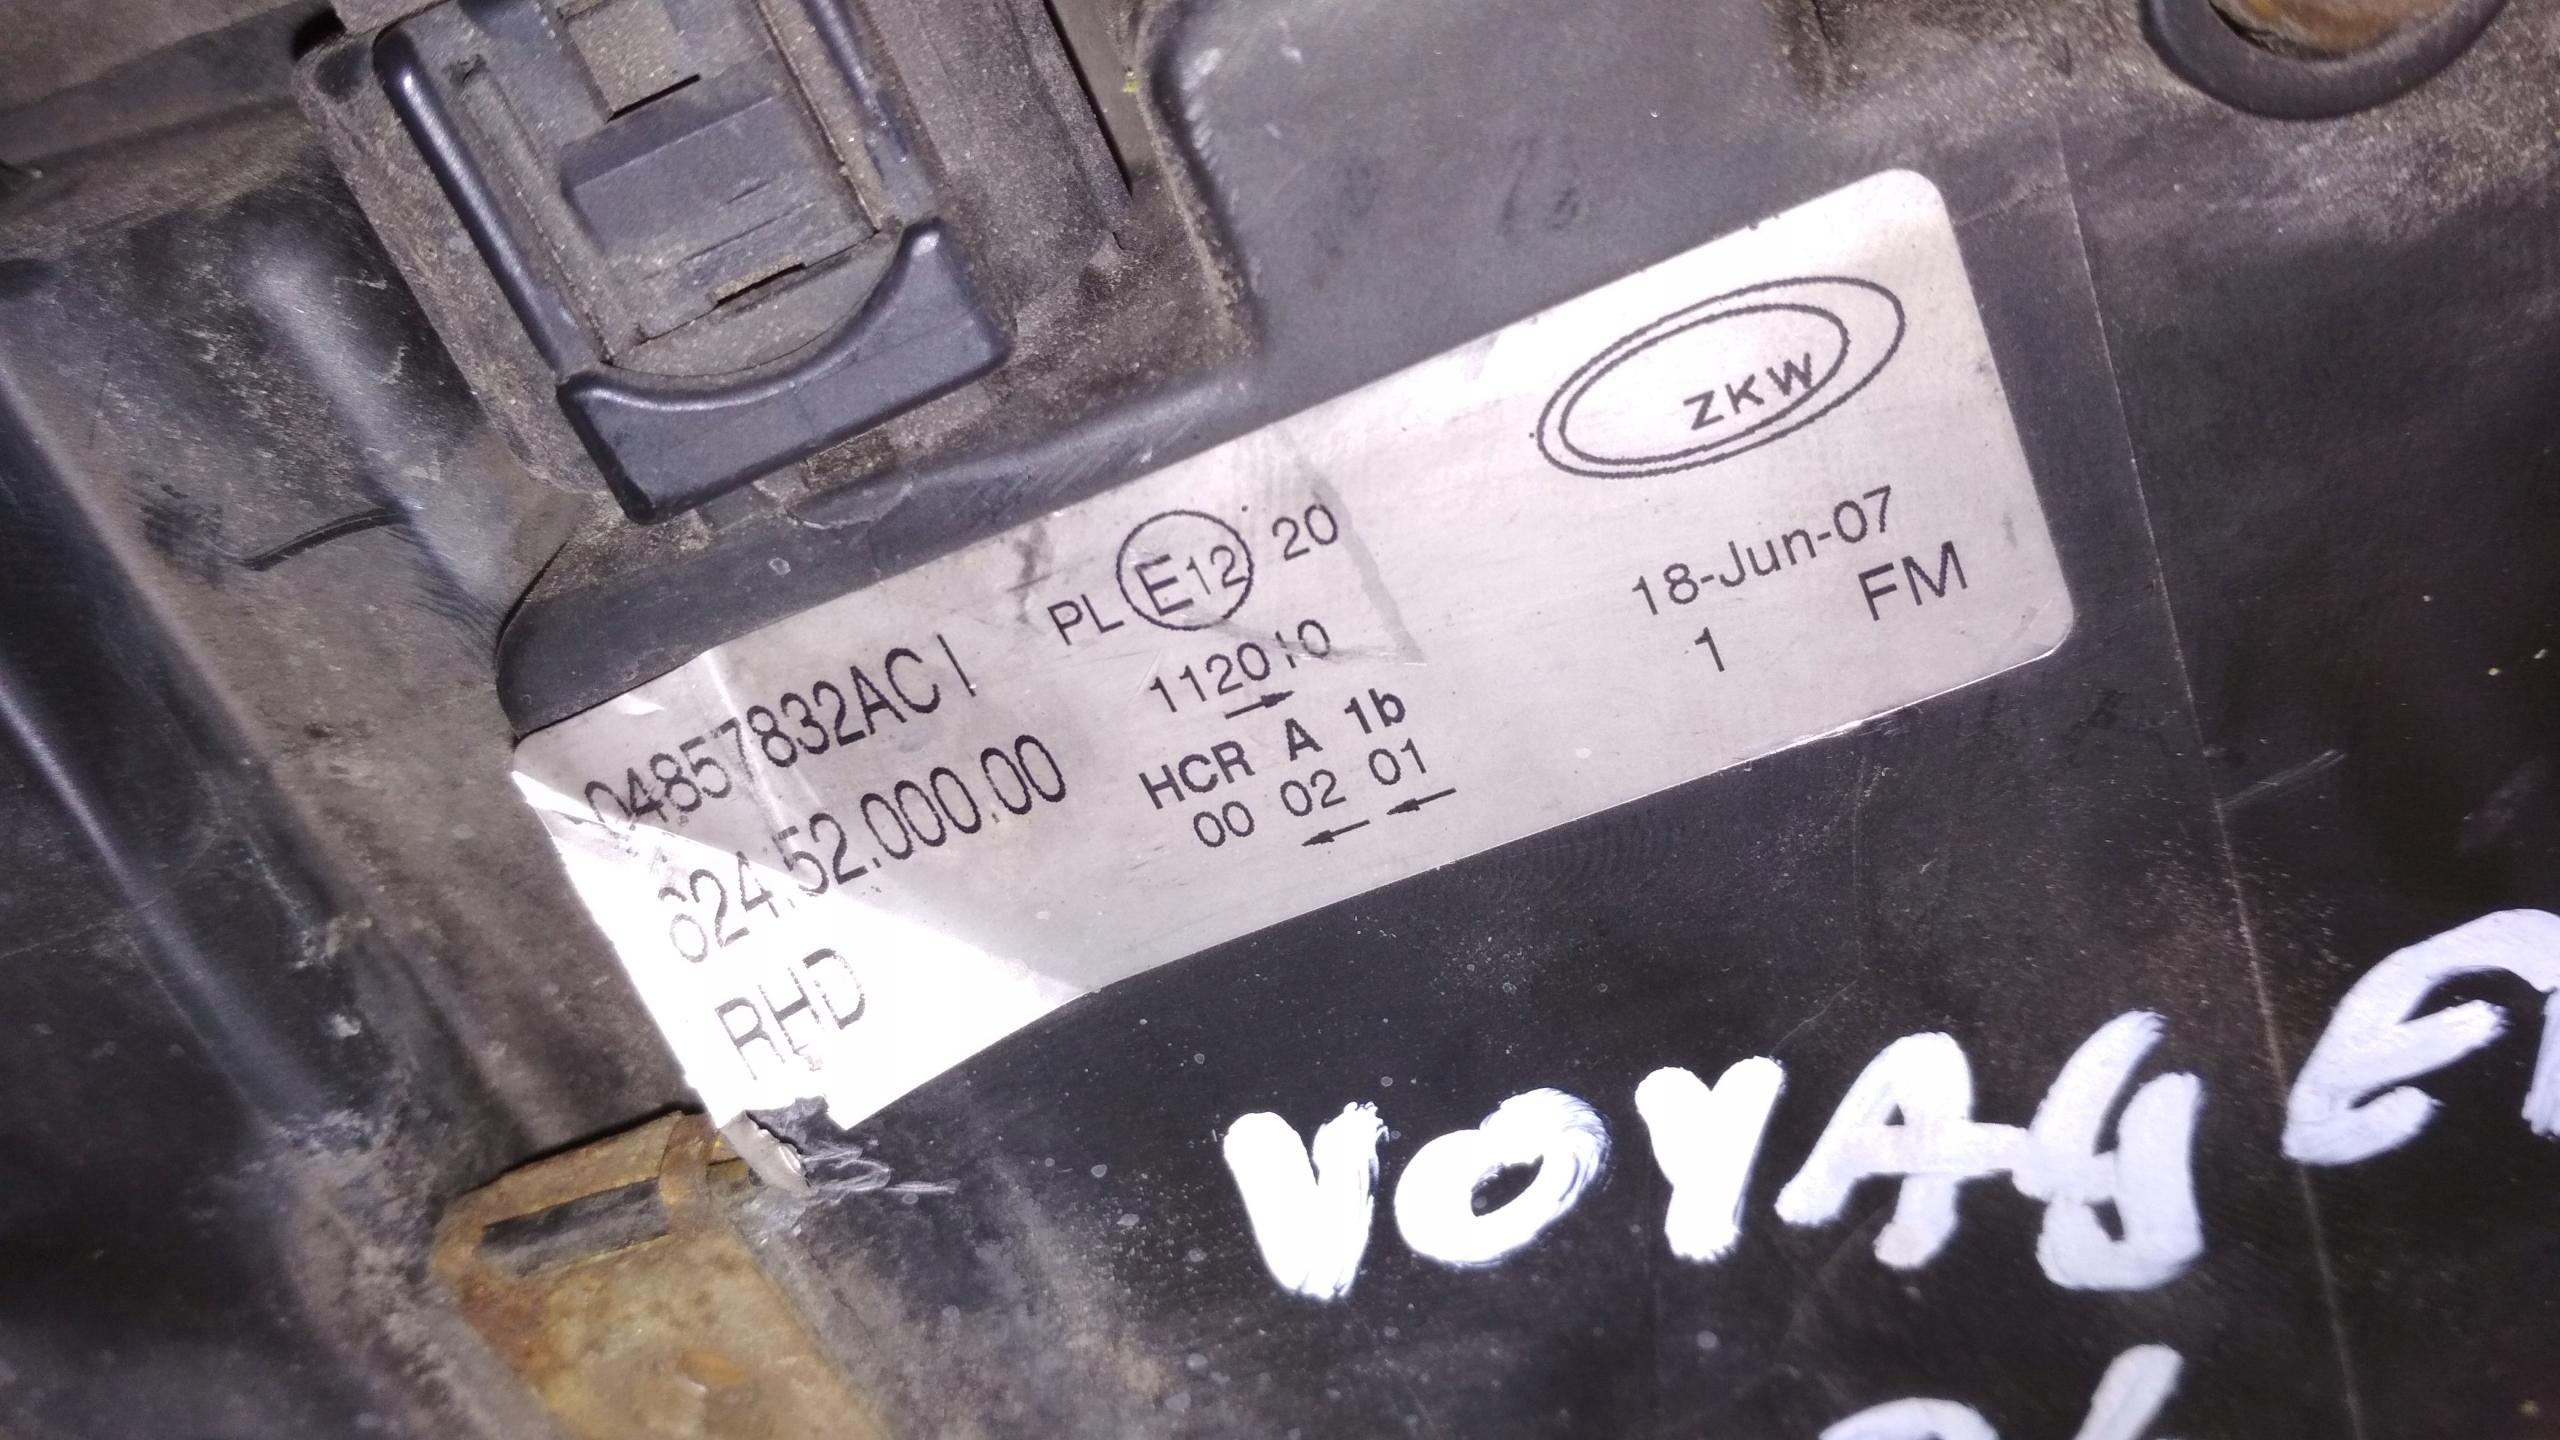 ZKW
04857832AC I
PL E12 20
18-Jun-07
112010
1 FM
624.52.000.00
HCR A 1b
00 02 01
RHD
VOYAGE